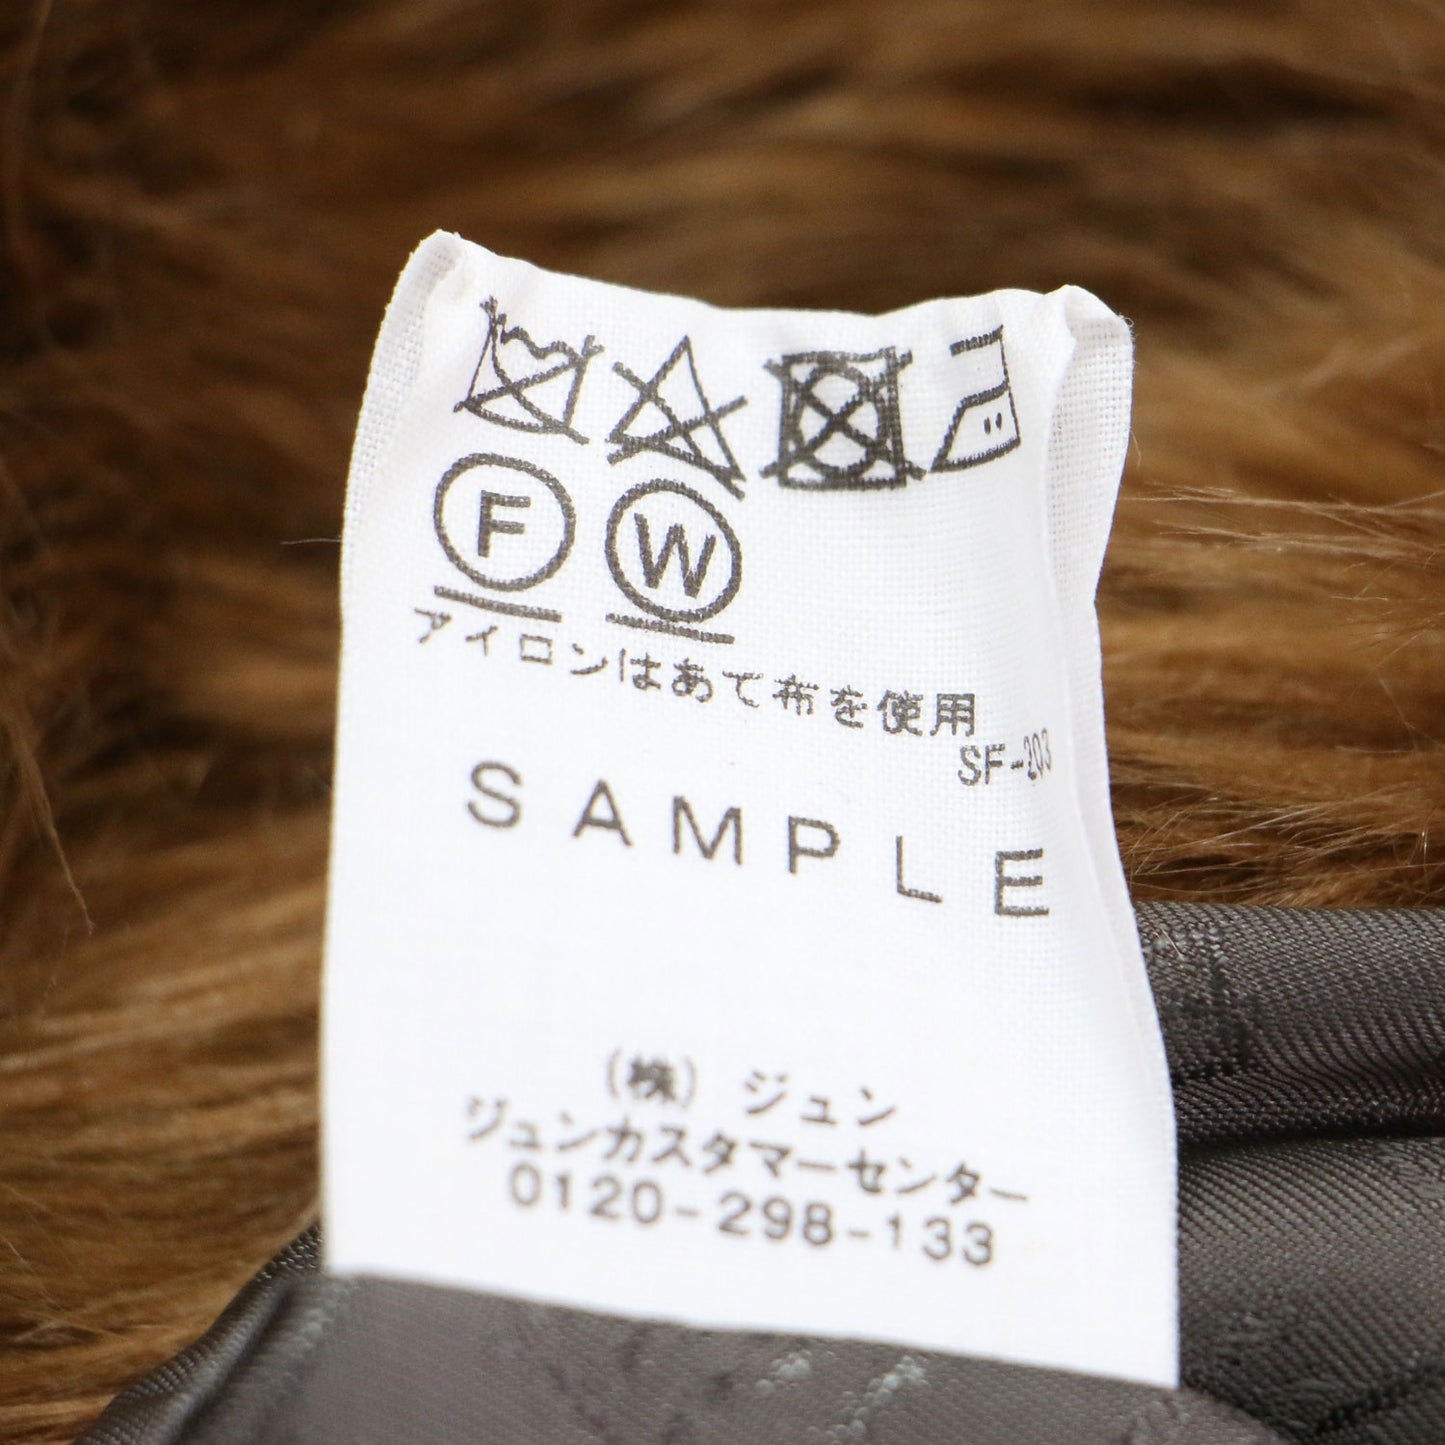 F W
アイロンはあて布を使用
SF-203
SAMPLE
(株) ジュン
ジュンカスタマーセンター
0120-298-133